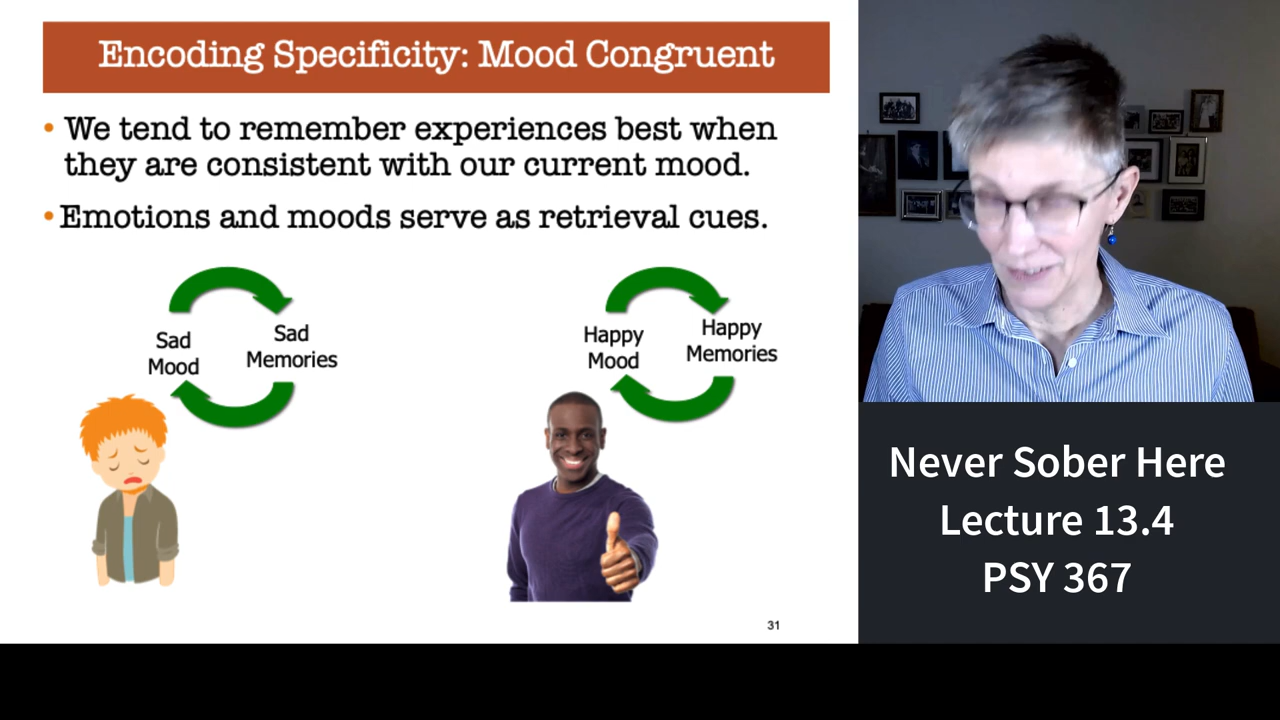 Encoding Specificity: Mood Congruent
• We tend to remember experiences best when
they are consistent with our current mood.
• Emotions and moods serve as retrieval cues.
Sad
Mood
Sad
Memories
Happy
Mood
Happy
Memories
31
Never Sober Here
Lecture 13.4
PSY 367